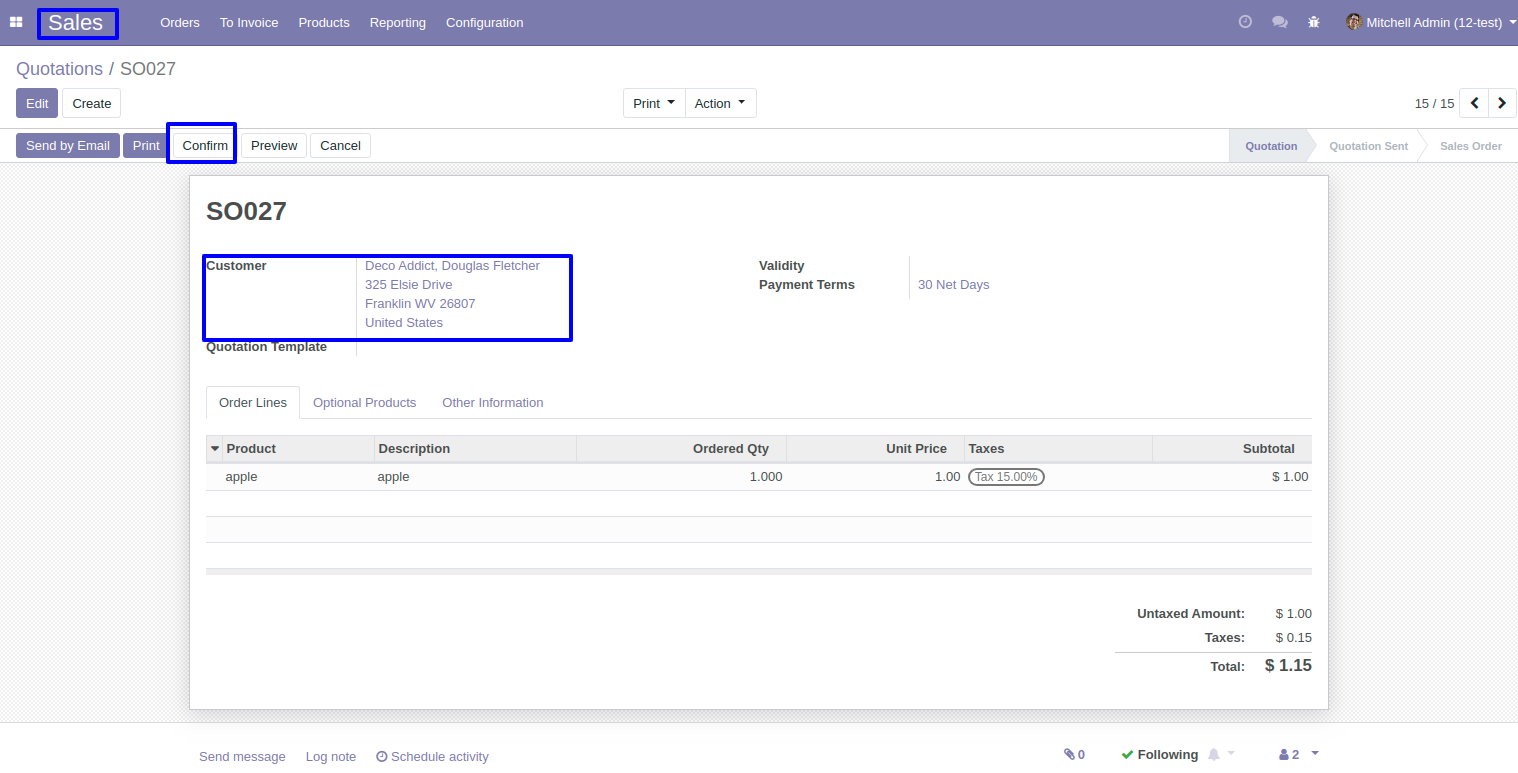 Sales Orders To Invoice Products Reporting Configuration Mitchell Admin (12-test)
Quotations / SO027
Edit Create Print Action 15 / 15
Send by Email Print Confirm Preview Cancel Quotation Quotation Sent Sales Order
SO027
Customer Deco Addict, Douglas Fletcher Validity
325 Elsie Drive Payment Terms 30 Net Days
Franklin WV 26807
United States
Quotation Template
Order Lines Optional Products Other Information
Product Description Ordered Qty Unit Price Taxes Subtotal
apple apple 1.000 1.00 Tax 15.00% $ 1.00
Untaxed Amount: $ 1.00
Taxes: $ 0.15
Total: $ 1.15
Send message Log note Schedule activity 0 Following 2